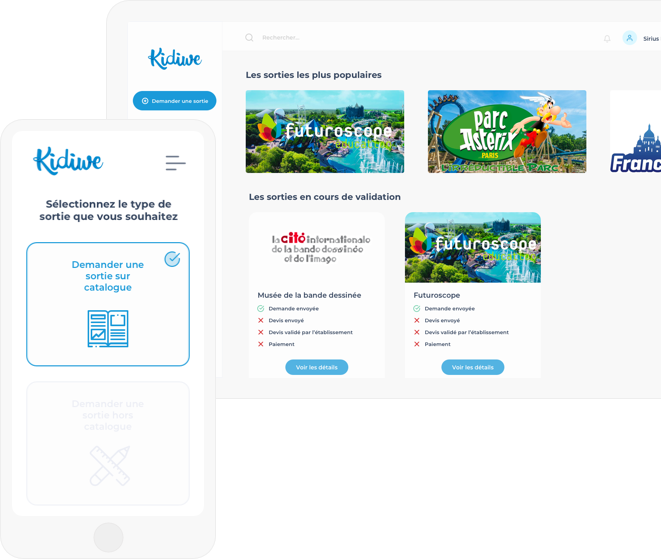 Kidiwe
Rechercher...
Sirius
Demander une sortie
Les sorties les plus populaires
futuroscope
parc
Astérix
PARIS
Franc
Les sorties en cours de validation
la cité internationale
de la bande dessinée
et de l'image
futuroscope
Musée de la bande dessinée
Demande envoyée
Devis envoyé
Devis validé par l'établissement
Paiement
Voir les détails
Futuroscope
Demande envoyée
Devis envoyé
Devis validé par l'établissement
Paiement
Voir les détails
Kidiwe
Sélectionnez le type de
sortie que vous souhaitez
Demander une
sortie sur
catalogue
Demander une
sortie hors
catalogue